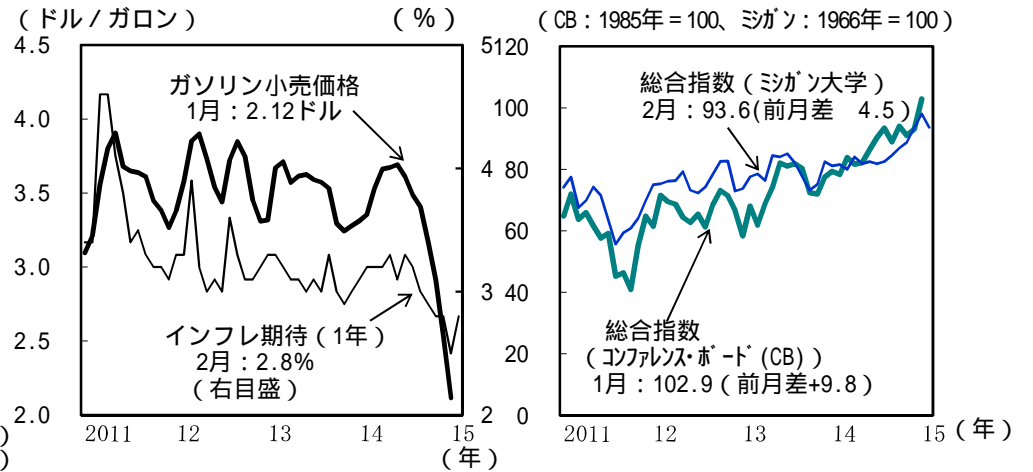 （ドル/ガロン）
（%）
4.5
4.0
3.5
3.0
2.5
2.0
5
4
3
2
ガソリン小売価格
1月：2.12ドル
インフレ期待（1年）
2月：2.8%
（右目盛）
2011
12
13
14
15
（年）
）
）
（CB：1985年＝100、ミシガン：1966年＝100）
120
100
80
60
40
20
0
総合指数（ミシガン大学）
2月：93.6(前月差　4.5)
総合指数
（コンファレンス・ボード(CB)）
1月：102.9（前月差+9.8）
2011
12
13
14
15
（年）